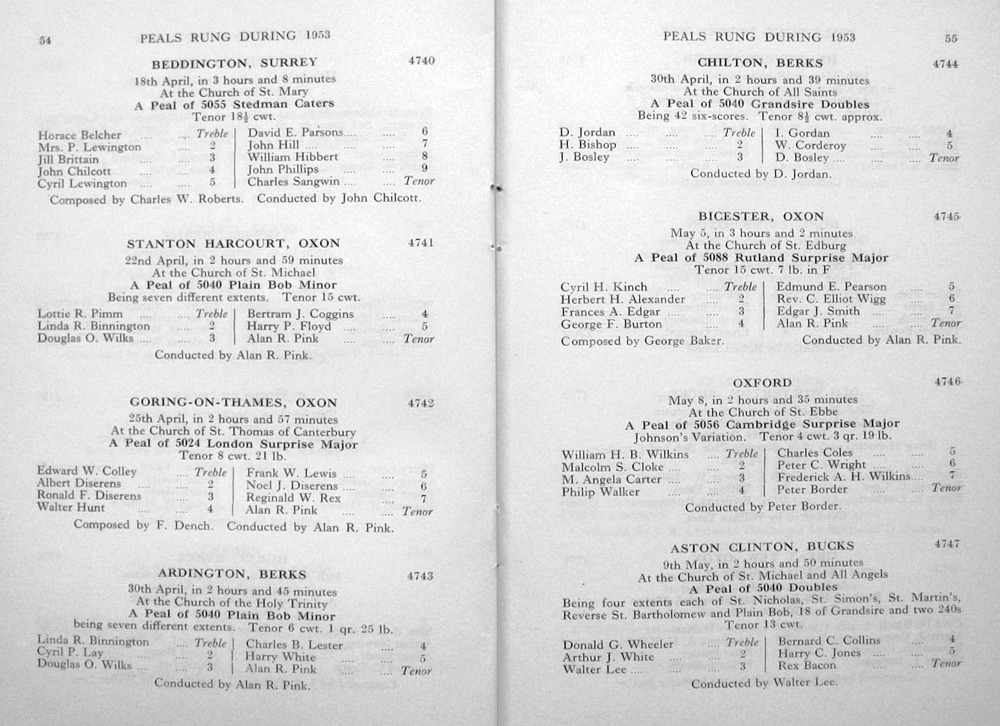 54 PEALS RUNG DURING 1953
BEDDINGTON, SURREY 4740
18th April, in 3 hours and 8 minutes
At the Church of St. Mary
A Peal of 5055 Stedman Caters
Tenor 18½ cwt.
Horace Belcher .... .... Treble | David E. Parsons.... .... 6
Mrs. P. Lewington .... 2 | John Hill .... .... .... 7
Jill Brittain .... .... 3 | William Hibbert .... 8
John Chilcott .... .... 4 | John Phillips .... .... 9
Cyril Lewington .... .... 5 | Charles Sangwin .... .... Tenor
Composed by Charles W. Roberts. Conducted by John Chilcott.
STANTON HARCOURT, OXON 4741
22nd April, in 2 hours and 59 minutes
At the Church of St. Michael
A Peal of 5040 Plain Bob Minor
Being seven different extents. Tenor 15 cwt.
Lottie R. Pimm .... .... Treble | Bertram J. Coggins .... 4
Linda R. Binnington .... 2 | Harry P. Floyd .... .... 5
Douglas O. Wilks .... .... 3 | Alan R. Pink .... .... Tenor
Conducted by Alan R. Pink.
GORING-ON-THAMES, OXON 4742
25th April, in 2 hours and 57 minutes
At the Church of St. Thomas of Canterbury
A Peal of 5024 London Surprise Major
Tenor 8 cwt. 21 lb.
Edward W. Colley .... Treble | Frank W. Lewis .... .... 5
Albert Diserens .... .... 2 | Noel J. Diserens .... .... 6
Ronald F. Diserens .... 3 | Reginald W. Rex .... 7
Walter Hunt .... .... 4 | Alan R. Pink .... .... Tenor
Composed by F. Dench. Conducted by Alan R. Pink.
ARDINGTON, BERKS 4743
30th April, in 2 hours and 45 minutes
At the Church of the Holy Trinity
A Peal of 5040 Plain Bob Minor
being seven different extents. Tenor 6 cwt. 1 qr. 25 lb.
Linda R. Binnington .... Treble | Charles B. Lester .... 4
Cyril P. Lay .... .... 2 | Harry White .... .... 5
Douglas O. Wilks .... .... 3 | Alan R. Pink .... .... Tenor
Conducted by Alan R. Pink.
PEALS RUNG DURING 1953 55
CHILTON, BERKS 4744
30th April, in 2 hours and 39 minutes
At the Church of All Saints
A Peal of 5040 Grandsire Doubles
Being 42 six-scores. Tenor 8½ cwt. approx.
D. Jordan .... .... Treble | I. Gordan .... .... 4
H. Bishop .... .... 2 | W. Corderoy .... .... 5
J. Bosley .... .... 3 | D. Bosley .... .... .... Tenor
Conducted by D. Jordan.
BICESTER, OXON 4745
May 5, in 3 hours and 2 minutes
At the Church of St. Edburg
A Peal of 5088 Rutland Surprise Major
Tenor 15 cwt. 7 lb. in F
Cyril H. Kinch .... .... Treble | Edmund E. Pearson .... 5
Herbert H. Alexander .... 2 | Rev. C. Elliot Wigg .... 6
Frances A. Edgar .... .... 3 | Edgar J. Smith .... .... 7
George F. Burton .... 4 | Alan R. Pink .... .... Tenor
Composed by George Baker. Conducted by Alan R. Pink.
OXFORD 4746
May 8, in 2 hours and 35 minutes
At the Church of St. Ebbe
A Peal of 5056 Cambridge Surprise Major
Johnson's Variation. Tenor 4 cwt. 3 qr. 19 lb.
William H. B. Wilkins .... Treble | Charles Coles .... .... 5
Malcolm S. Cloke .... .... 2 | Peter C. Wright .... .... 6
M. Angela Carter .... .... 3 | Frederick A. H. Wilkins.... 7
Philip Walker .... .... 4 | Peter Border .... .... Tenor
Conducted by Peter Border.
ASTON CLINTON, BUCKS 4747
9th May, in 2 hours and 50 minutes
At the Church of St. Michael and All Angels
A Peal of 5040 Doubles
Being four extents each of St. Nicholas, St. Simon's, St. Martin's,
Reverse St. Bartholomew and Plain Bob, 18 of Grandsire and two 240s
Tenor 13 cwt.
Donald G. Wheeler .... Treble | Bernard C. Collins .... 4
Arthur J. White .... .... 2 | Harry C. Jones .... .... 5
Walter Lee .... .... .... 3 | Rex Bacon .... .... Tenor
Conducted by Walter Lee.